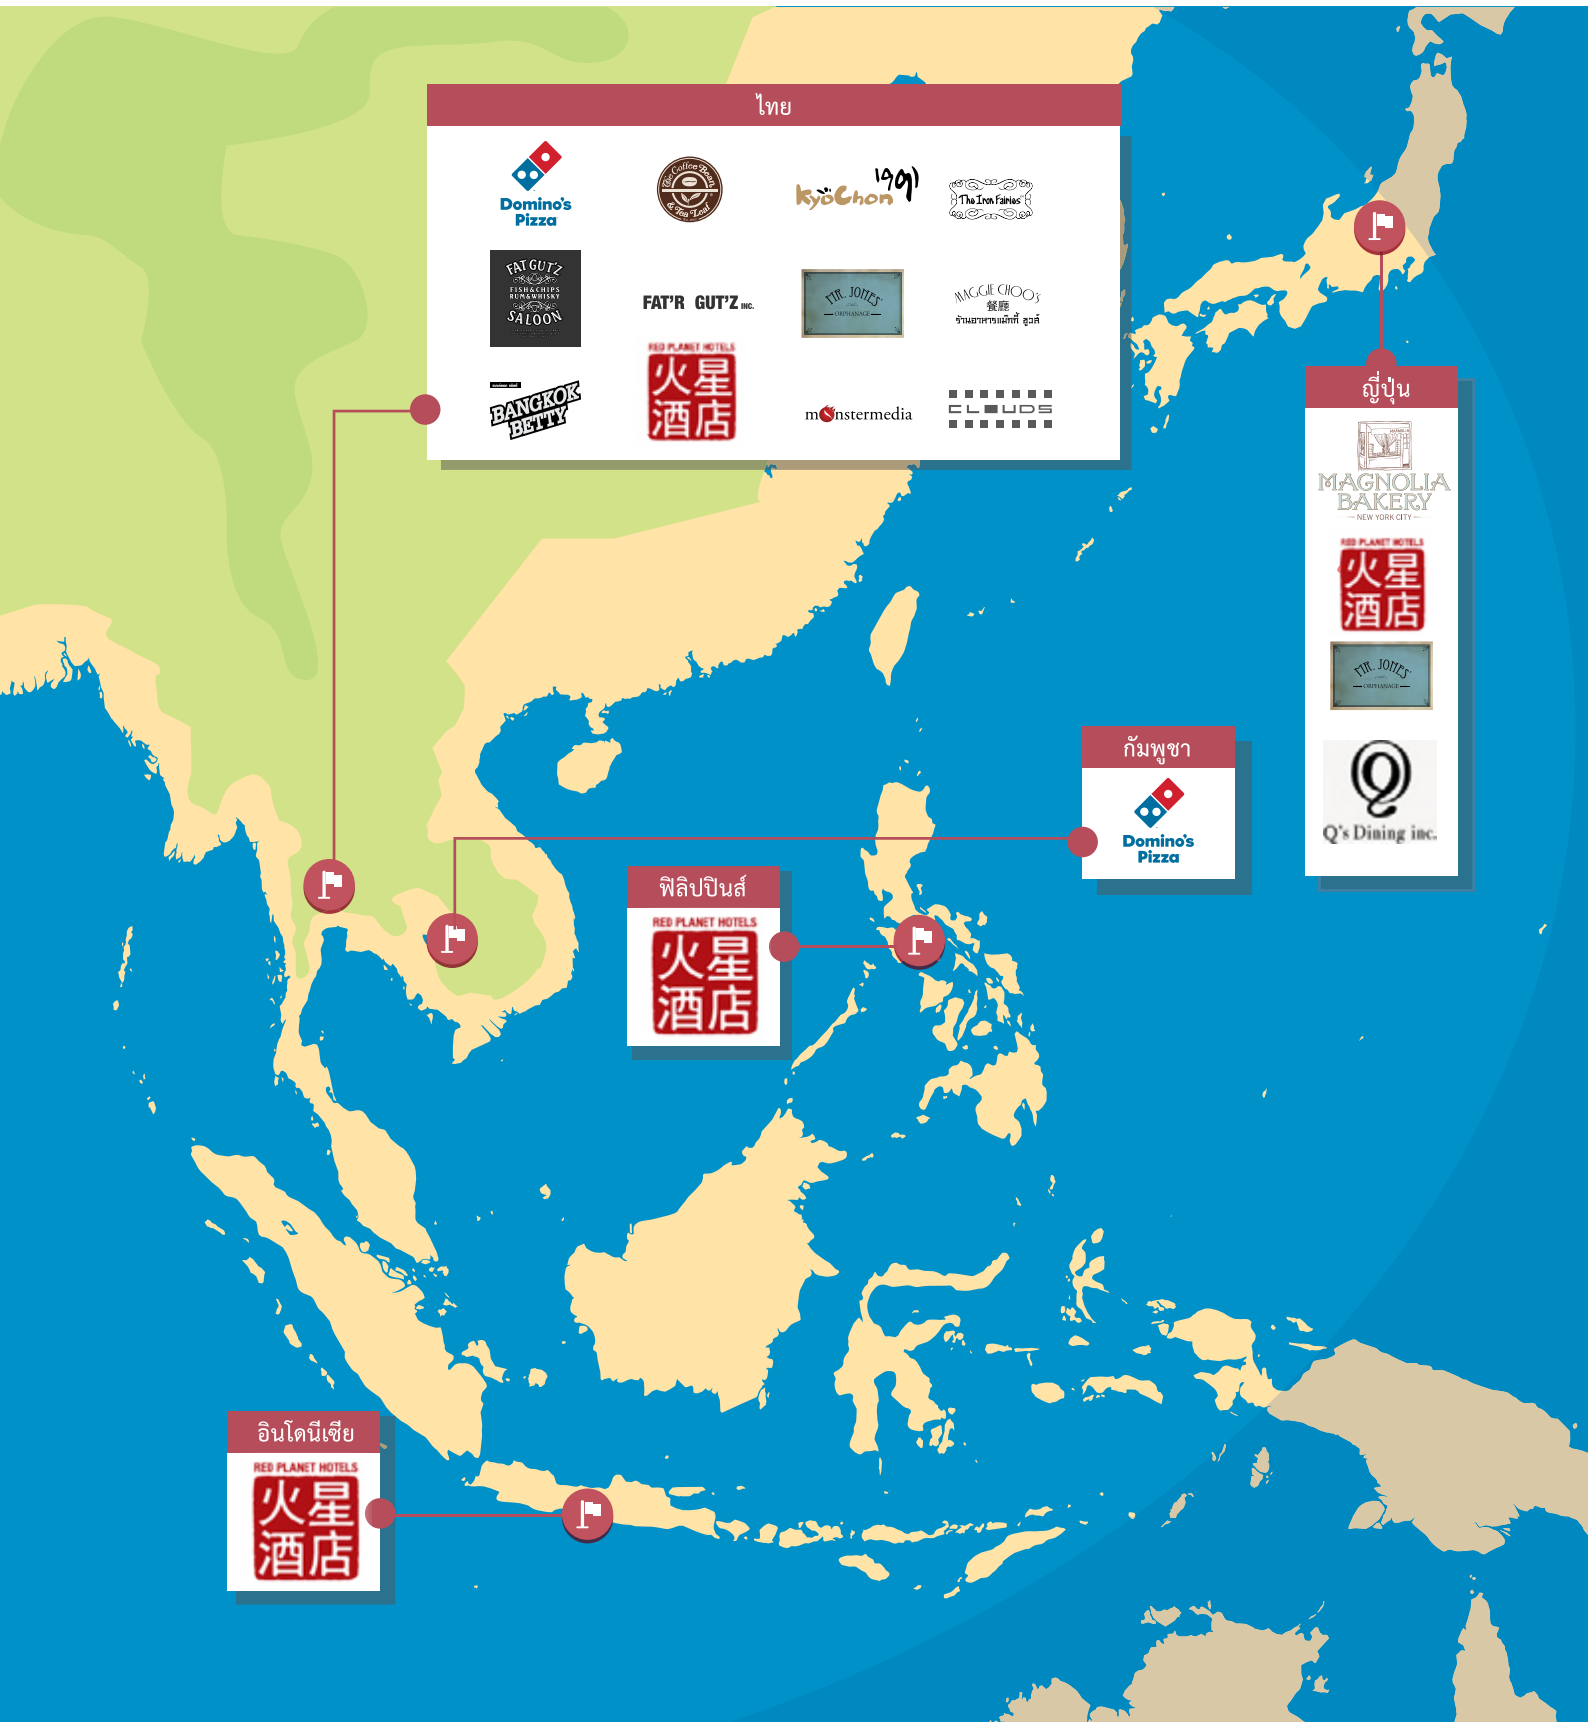 ไทย
Domino's
Pizza
The Coffee Bean
& Tea Leaf
kyoChon 1991
The Iron Fairies
FAT GUT'Z
FISH & CHIPS
RUM & WHISKY
SALOON
FAT'R GUT'Z INC.
MR. JONES'
ORPHANAGE
MAGGIE CHOO'S
餐廳
ร้านอาหารแม็กกี้ ชูวส์
BANGKOK
BETTY
RED PLANET HOTELS
火星
酒店
monstermedia
CLOUDS
ญี่ปุ่น
MAGNOLIA
BAKERY
NEW YORK CITY
RED PLANET HOTELS
火星
酒店
MR. JONES'
ORPHANAGE
Q's Dining inc.
กัมพูชา
Domino's
Pizza
ฟิลิปปินส์
RED PLANET HOTELS
火星
酒店
อินโดนีเซีย
RED PLANET HOTELS
火星
酒店